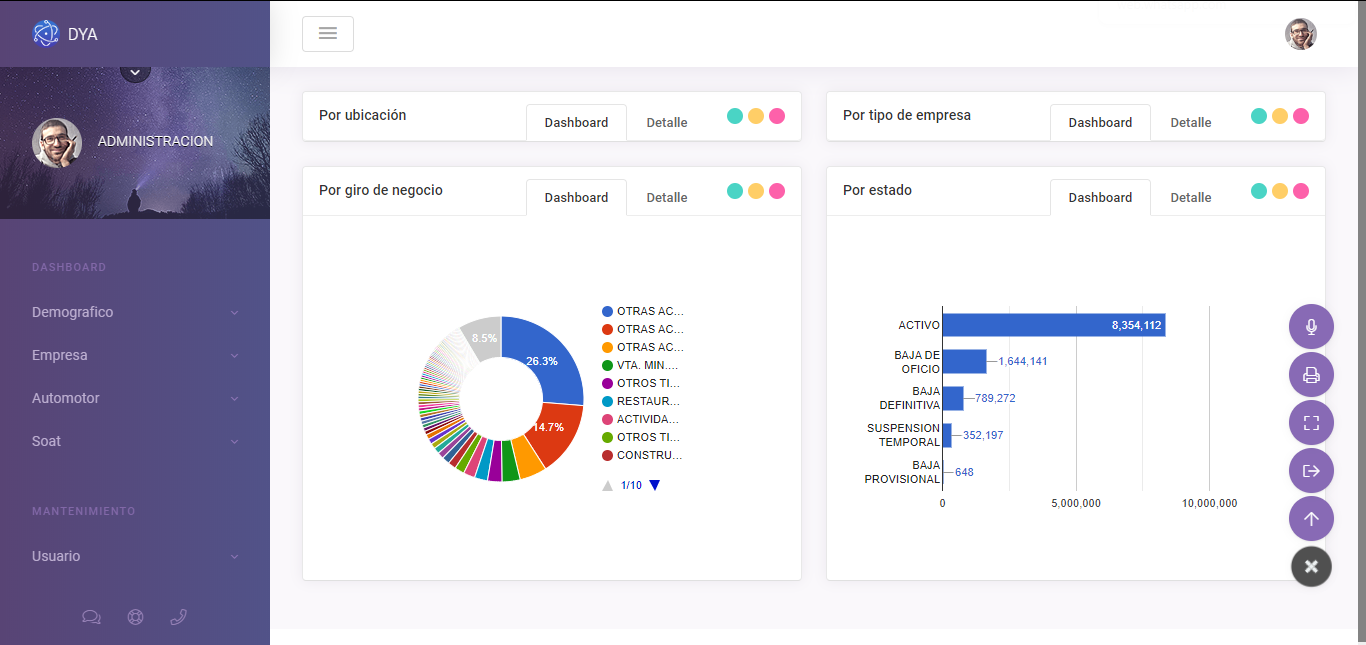 DYA
ADMINISTRACION
DASHBOARD
Demografico
Empresa
Automotor
Soat
MANTENIMIENTO
Usuario
Por ubicación
Dashboard
Detalle
Por tipo de empresa
Dashboard
Detalle
Por giro de negocio
Dashboard
Detalle
8.5%
26.3%
14.7%
OTRAS AC...
OTRAS AC...
OTRAS AC...
VTA. MIN....
OTROS TI...
RESTAUR...
ACTIVIDA...
OTROS TI...
CONSTRU...
1/10
Por estado
Dashboard
Detalle
ACTIVO
8,354,112
BAJA DE
OFICIO
1,644,141
BAJA
DEFINITIVA
789,272
SUSPENSION
TEMPORAL
352,197
BAJA
PROVISIONAL
648
0
5,000,000
10,000,000